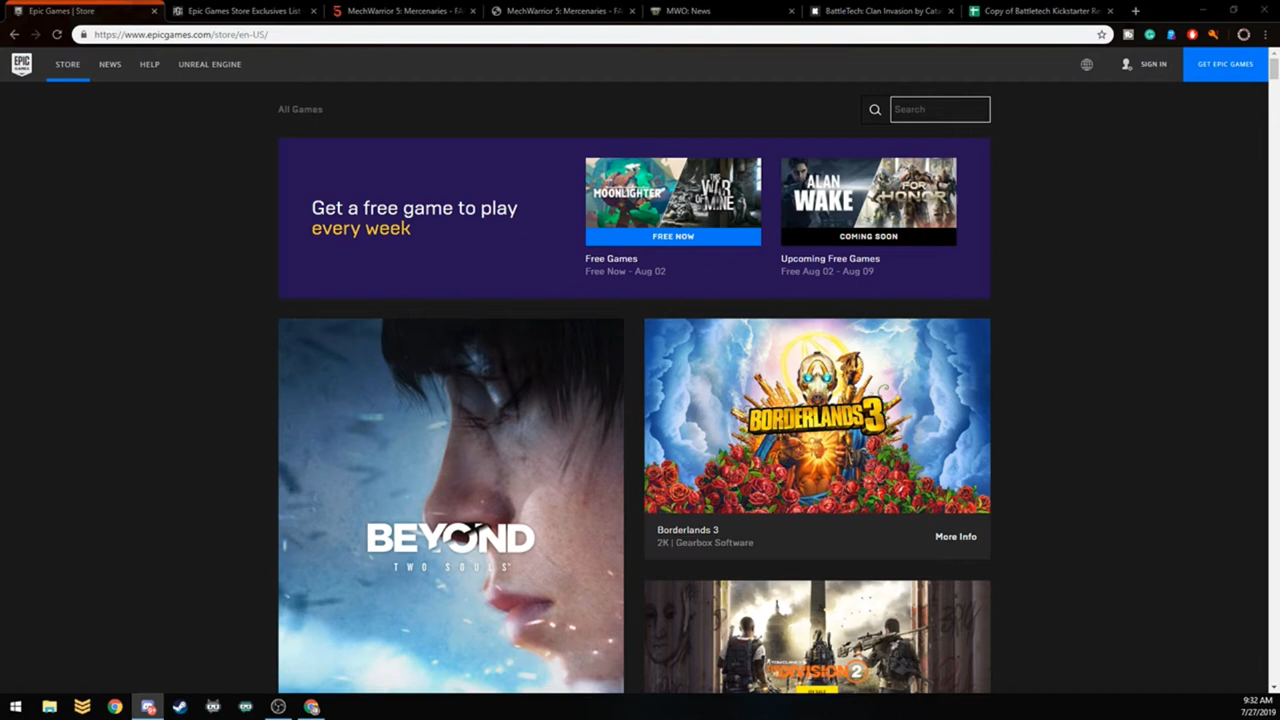 Epic Games | Store
Epic Games Store Exclusives List
MechWarrior 5: Mercenaries - FA
MechWarrior 5: Mercenaries - FA
MWO: News
BattleTech: Clan Invasion by Cata
Copy of Battletech Kickstarter Re
https://www.epicgames.com/store/en-US/
EPIC GAMES
STORE
NEWS
HELP
UNREAL ENGINE
SIGN IN
GET EPIC GAMES
All Games
Search
Get a free game to play
every week
MOONLIGHTER
THIS WAR OF MINE
FREE NOW
Free Games
Free Now - Aug 02
ALAN WAKE
FOR HONOR
COMING SOON
Upcoming Free Games
Free Aug 02 - Aug 09
BEYOND
TWO SOULS
BORDERLANDS 3
Borderlands 3
2K | Gearbox Software
More Info
TOM CLANCY'S
THE DIVISION 2
ON SALE
9:32 AM
7/27/2019